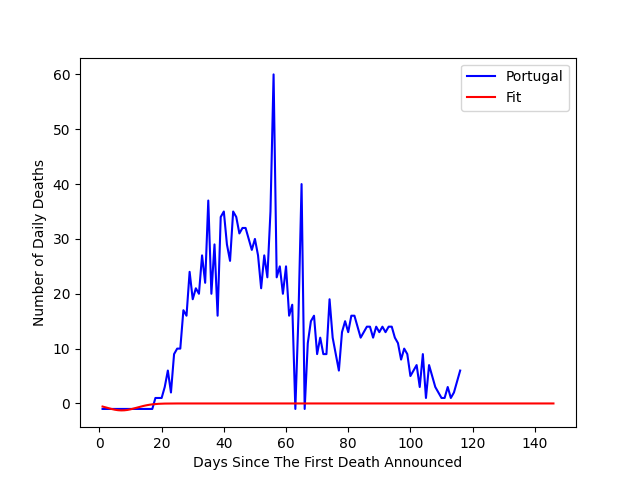 Portugal
Fit
60
50
40
30
20
10
0
Number of Daily Deaths
0 20 40 60 80 100 120 140
Days Since The First Death Announced